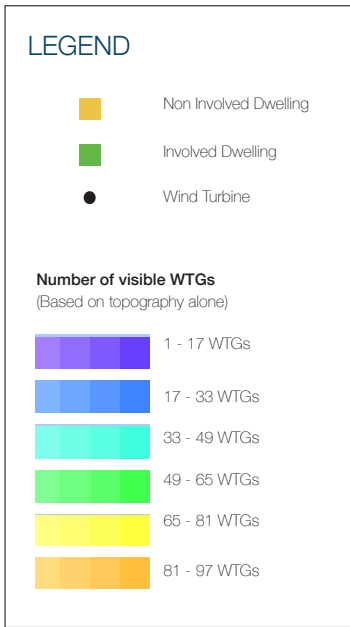 LEGEND
Non Involved Dwelling
Involved Dwelling
Wind Turbine
Number of visible WTGs
(Based on topography alone)
1 - 17 WTGs
17 - 33 WTGs
33 - 49 WTGs
49 - 65 WTGs
65 - 81 WTGs
81 - 97 WTGs